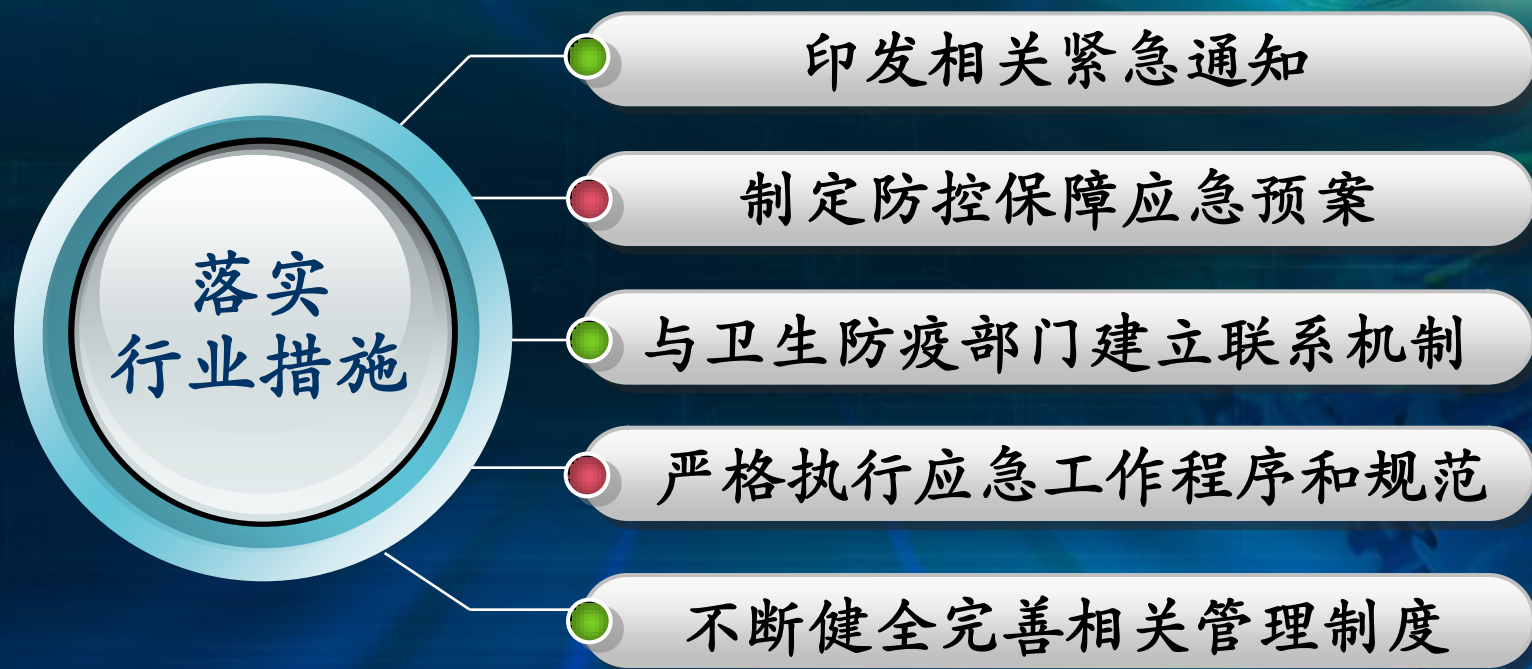 落实
行业措施
印发相关紧急通知
制定防控保障应急预案
与卫生防疫部门建立联系机制
严格执行应急工作程序和规范
不断健全完善相关管理制度